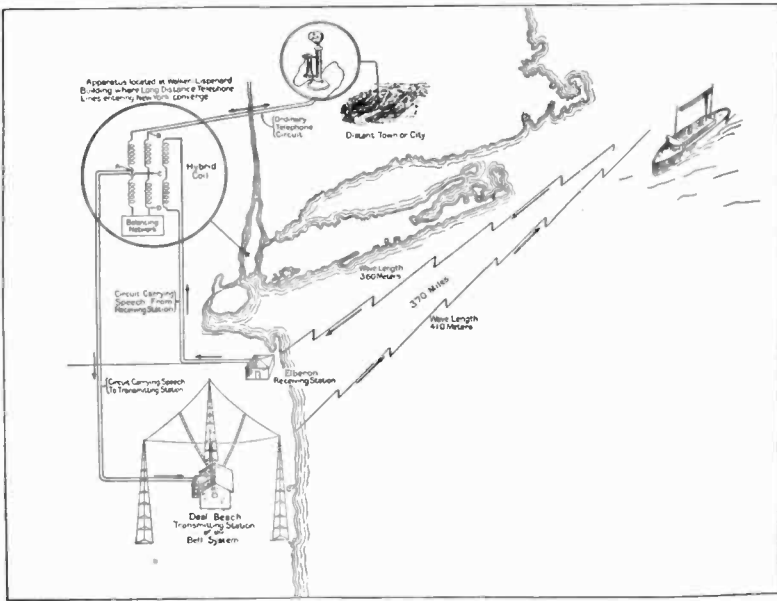 Apparatus located at Walker-Lispenard
Building where Long Distance Telephone
Lines entering New York converge
Ordinary
Telephone
Circuit
Distant Town or City
Hybrid
Coil
Balancing
Network
Wave Length
360 Meters
370 Miles
Wave Length
410 Meters
Circuit Carrying
Speech From
Receiving Station
Elberon
Receiving Station
Circuit Carrying Speech
To Transmitting Station
Deal Beach
Transmitting Station
of the
Bell System